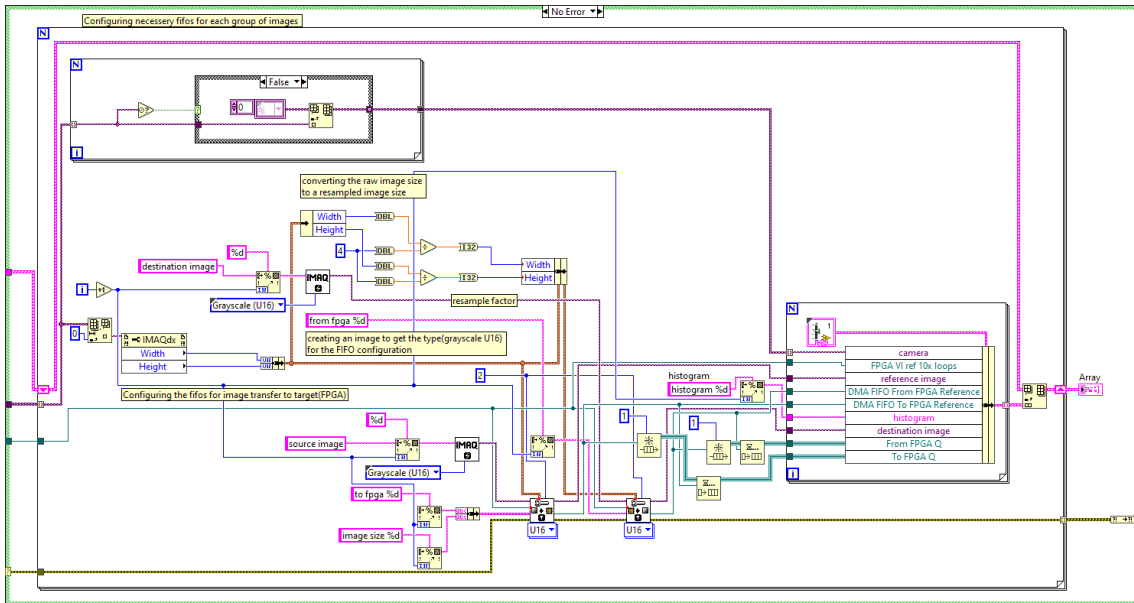 No Error
Configuring necessery fifos for each group of images
N
N
False
0
i
converting the raw image size
to a resampled image size
Width
Height
DBL
DBL
DBL
DBL
4
I32
I32
Width
Height
%d
destination image
IMAQ
Grayscale (U16)
i
+1
resample factor
from fpga %d
creating an image to get the type(grayscale U16)
for the FIFO configuration
0
IMAQdx
Width
Height
2
Configuring the fifos for image transfer to target(FPGA)
histogram
histogram %d
N
1
camera
FPGA VI ref 10x loops
reference image
DMA FIFO From FPGA Reference
DMA FIFO To FPGA Reference
histogram
destination image
From FPGA Q
To FPGA Q
i
Array
1
1
%d
source image
IMAQ
Grayscale (U16)
to fpga %d
image size %d
U16
U16